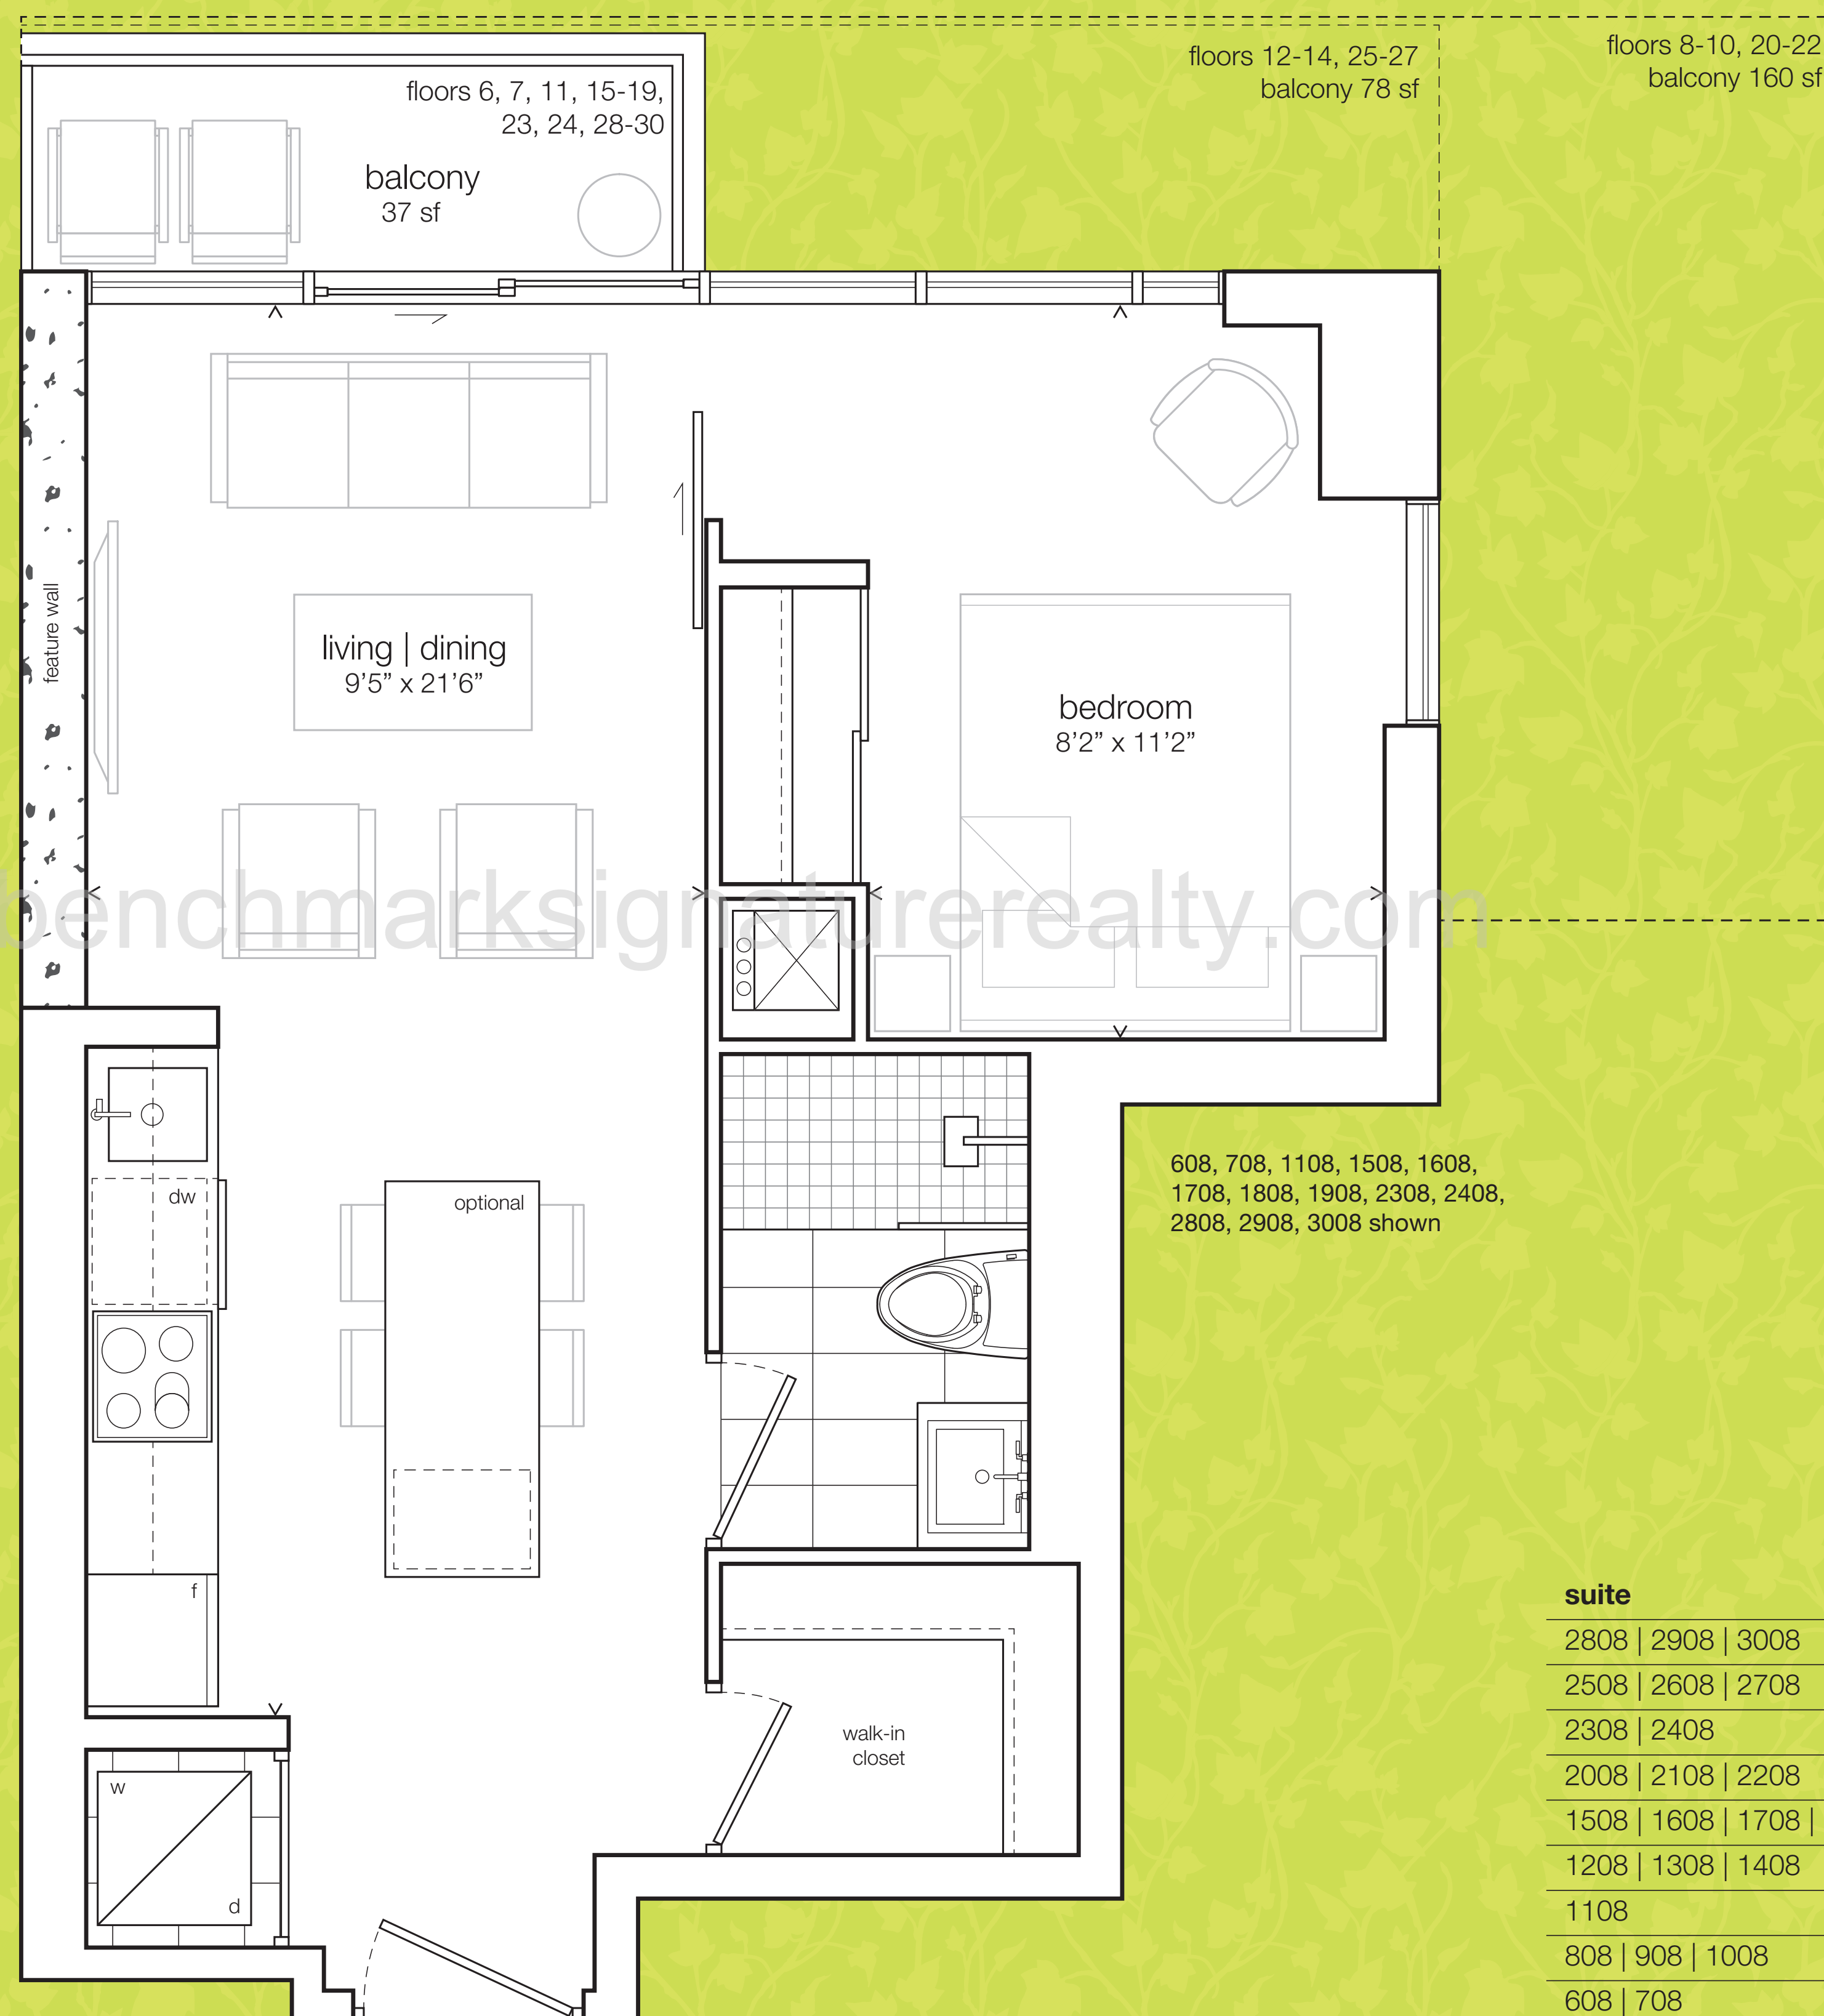 floors 8-10, 20-22
balcony 160 sf
floors 12-14, 25-27
balcony 78 sf
floors 6, 7, 11, 15-19,
23, 24, 28-30
balcony
37 sf
feature wall
living | dining
9’5” x 21’6”
bedroom
8’2” x 11’2”
benchmarksignaturerealty.com
608, 708, 1108, 1508, 1608,
1708, 1808, 1908, 2308, 2408,
2808, 2908, 3008 shown
dw
optional
f
walk-in
closet
w
d
suite
2808 | 2908 | 3008
2508 | 2608 | 2708
2308 | 2408
2008 | 2108 | 2208
1508 | 1608 | 1708 |
1208 | 1308 | 1408
1108
808 | 908 | 1008
608 | 708